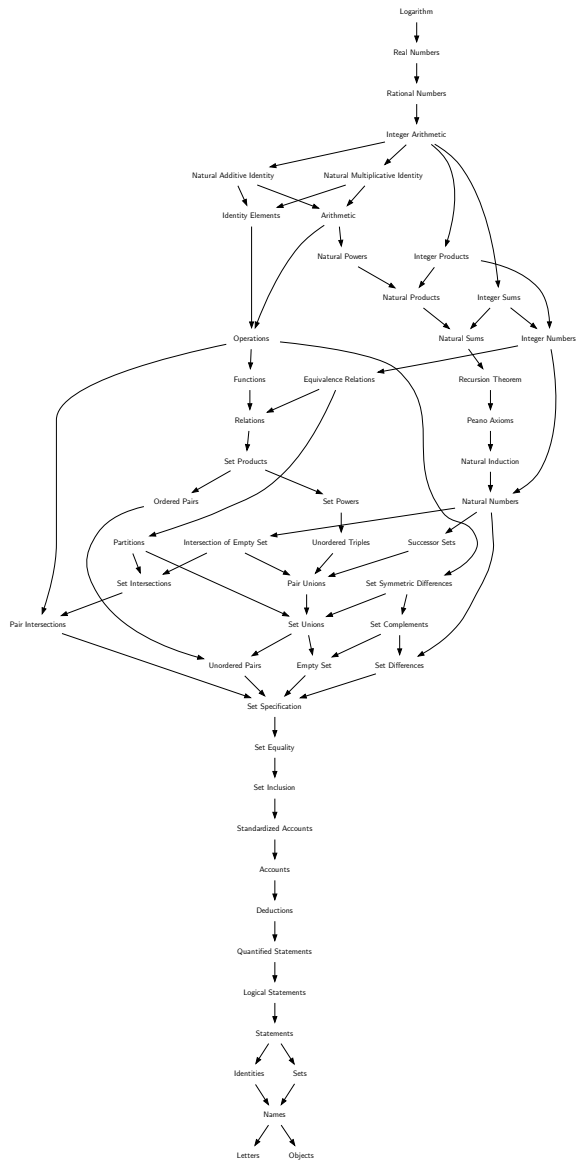 Logarithm
Real Numbers
Rational Numbers
Integer Arithmetic
Natural Additive Identity
Natural Multiplicative Identity
Identity Elements
Arithmetic
Natural Powers
Integer Products
Natural Products
Integer Sums
Operations
Natural Sums
Integer Numbers
Functions
Equivalence Relations
Recursion Theorem
Relations
Peano Axioms
Set Products
Natural Induction
Ordered Pairs
Set Powers
Natural Numbers
Partitions
Intersection of Empty Set
Unordered Triples
Successor Sets
Set Intersections
Pair Unions
Set Symmetric Differences
Pair Intersections
Set Unions
Set Complements
Unordered Pairs
Empty Set
Set Differences
Set Specification
Set Equality
Set Inclusion
Standardized Accounts
Accounts
Deductions
Quantified Statements
Logical Statements
Statements
Identities
Sets
Names
Letters
Objects